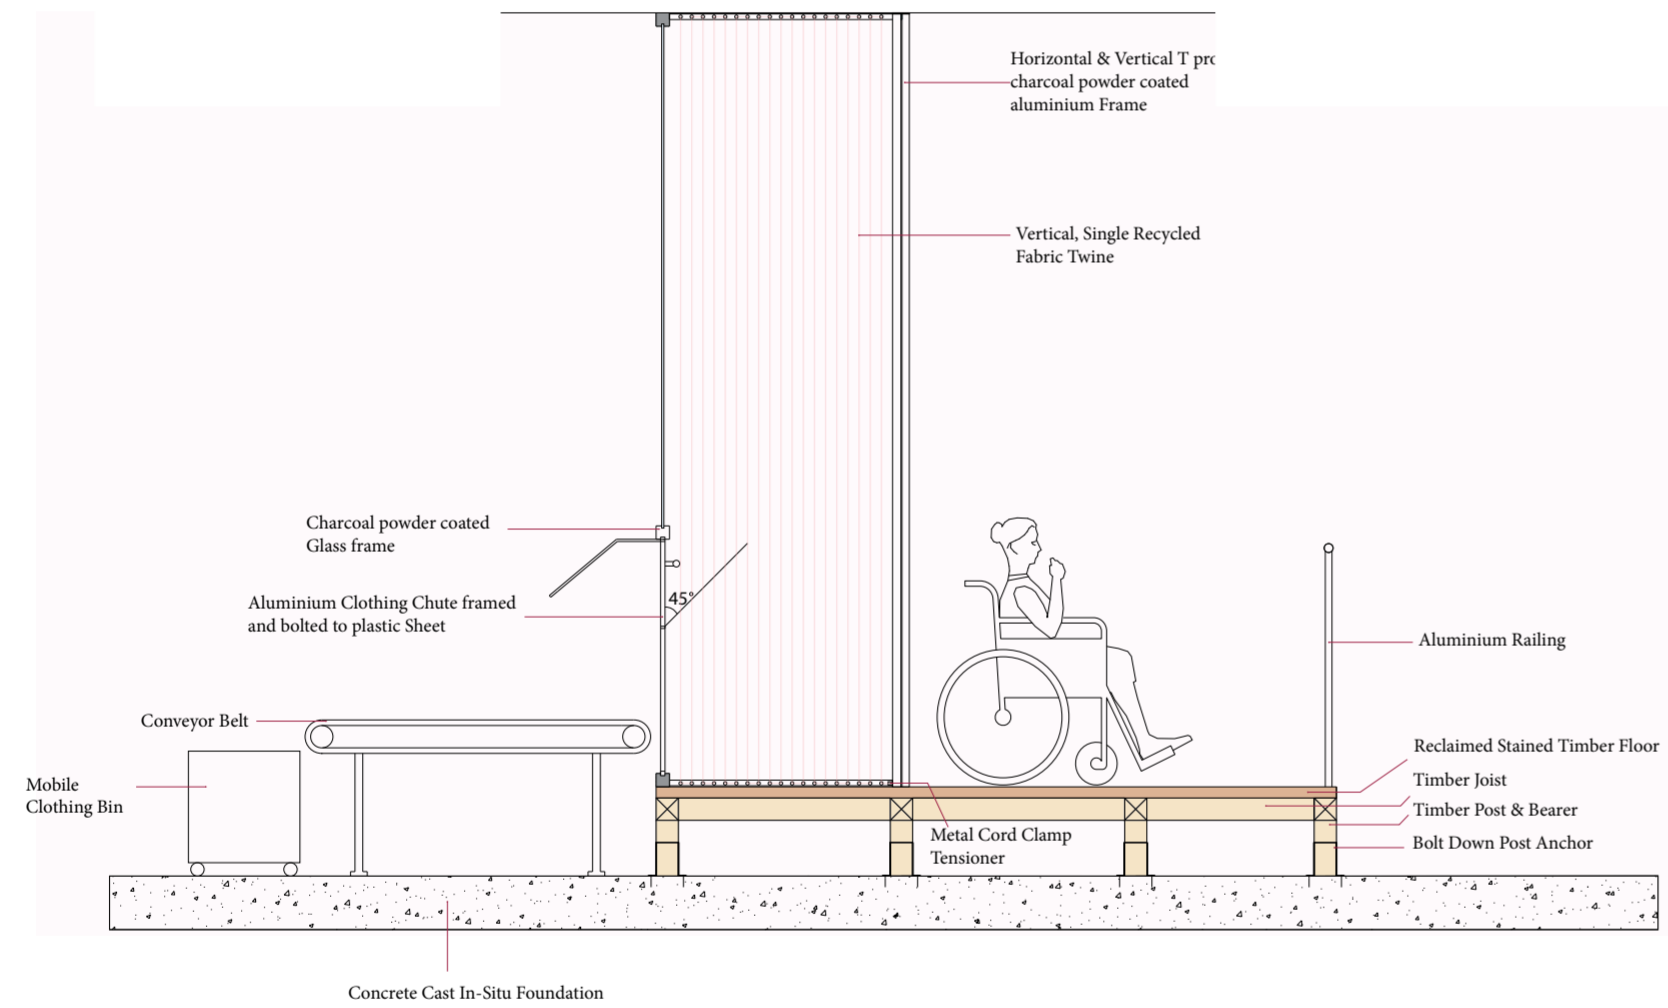 Horizontal & Vertical T
charcoal powder coated
aluminium Frame
Vertical, Single Recycled
Fabric Twine
Charcoal powder coated
Glass frame
45°
Aluminium Clothing Chute framed
and bolted to plastic Sheet
Aluminium Railing
Conveyor Belt
Reclaimed Stained Timber Floor
Mobile
Clothing Bin
Timber Joist
Timber Post & Bearer
Metal Cord Clamp
Tensioner
Bolt Down Post Anchor
Concrete Cast In-Situ Foundation